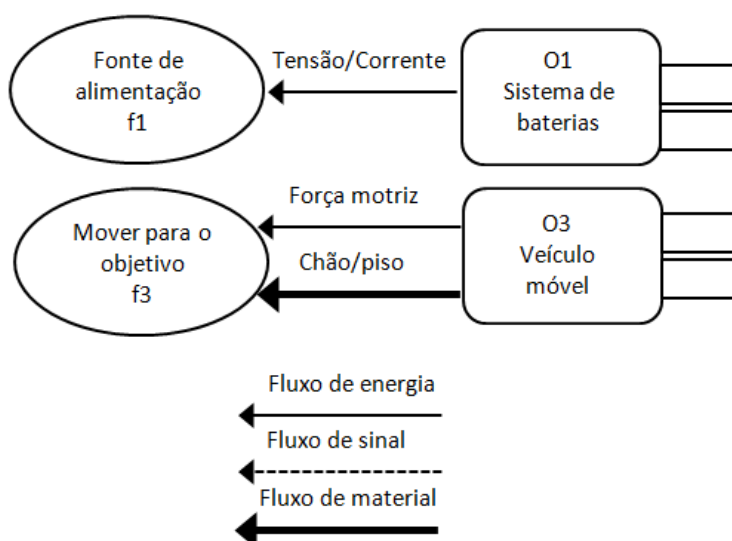 Fonte de
alimentação
f1
Tensão/Corrente
O1
Sistema de
baterias
Mover para o
objetivo
f3
Força motriz
Chão/piso
O3
Veículo
móvel
Fluxo de energia
Fluxo de sinal
Fluxo de material